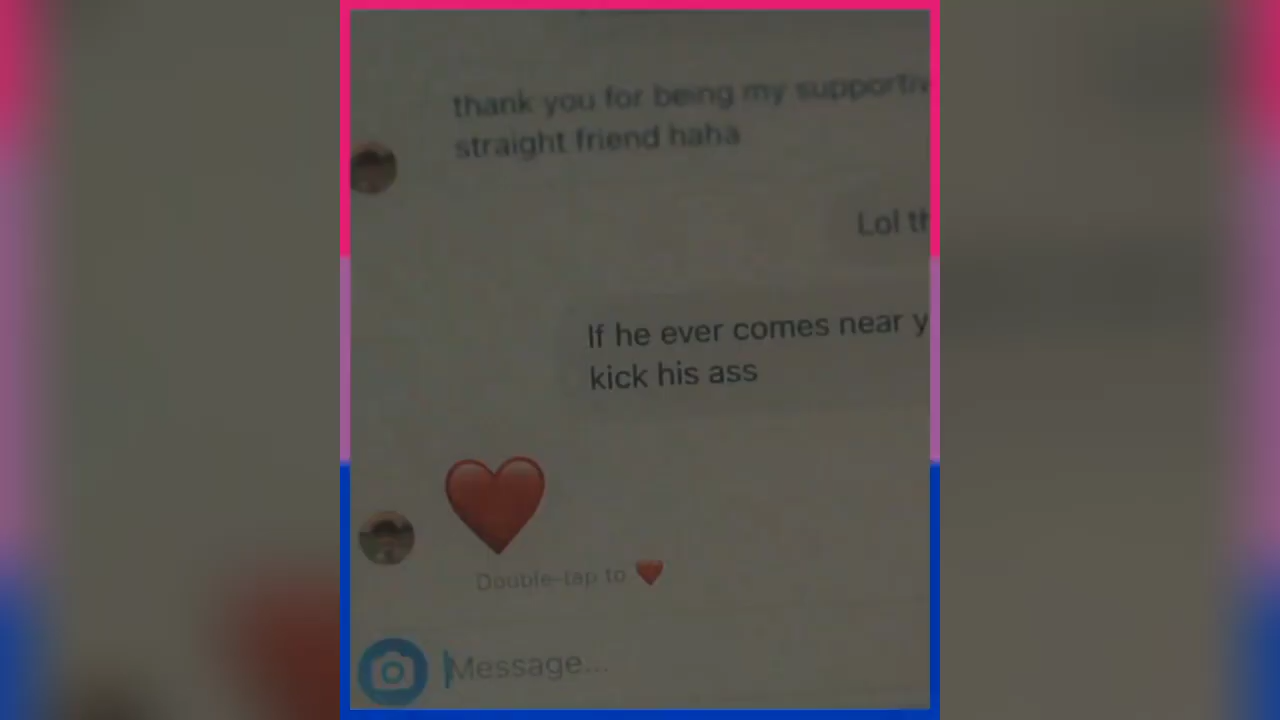 thank you for being my supportiv
straight friend haha
Lol th
If he ever comes near y
kick his ass
Double-tap to
Message...